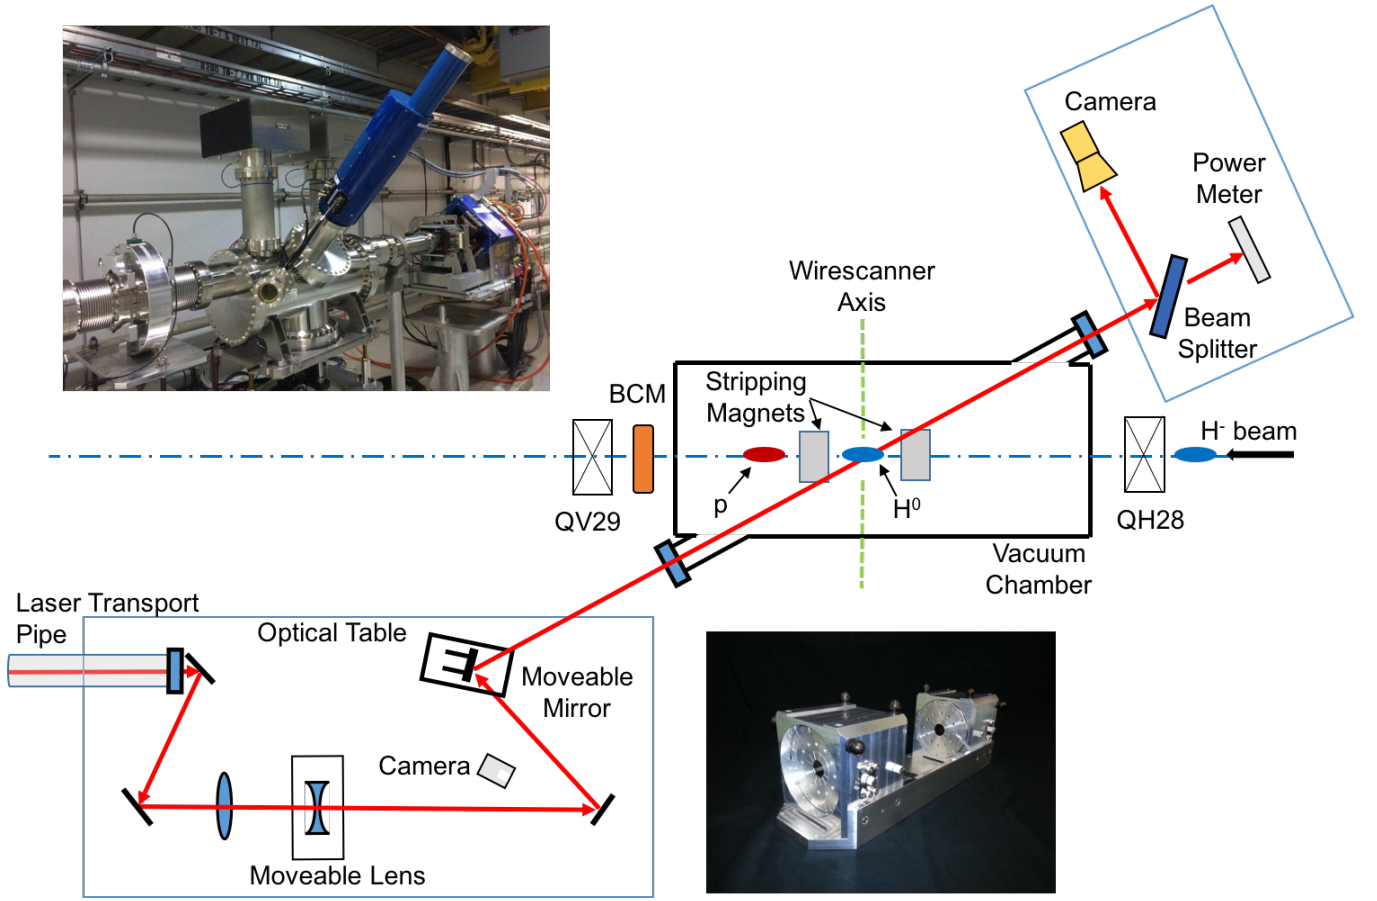 Camera
Power
Meter
Beam
Splitter
Wirescanner
Axis
Stripping
Magnets
BCM
H- beam
p
H0
QV29
QH28
Vacuum
Chamber
Laser Transport
Pipe
Optical Table
Moveable
Mirror
Camera
Moveable Lens